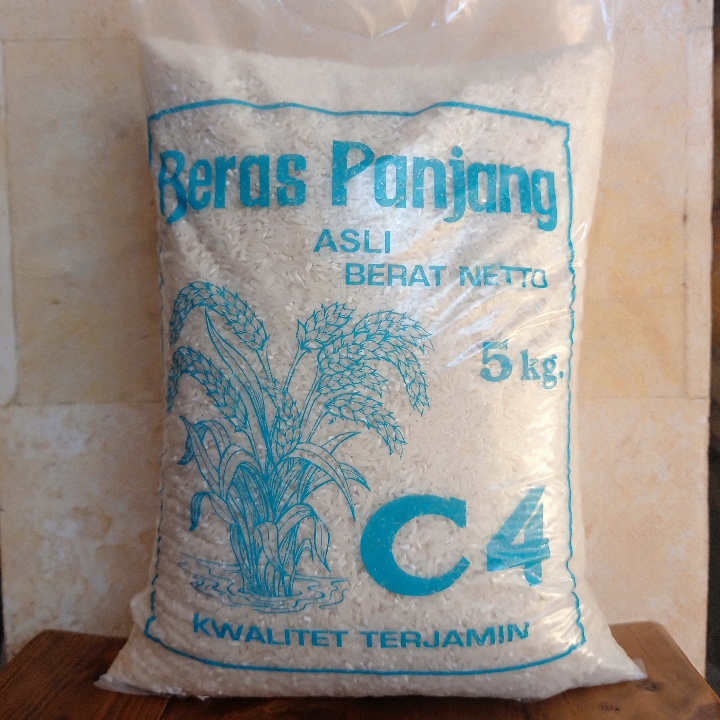 Beras Panjang
ASLI
BERAT NETTO
5 kg.
C4
KWALITET TERJAMIN